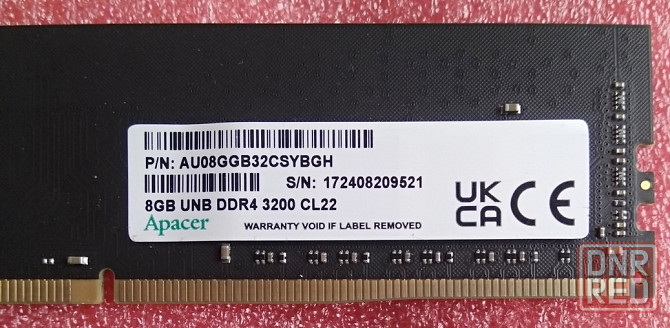 P/N: AU08GGB32CSYBGH
S/N: 172408209521
8GB UNB DDR4 3200 CL22
Apacer
WARRANTY VOID IF LABEL REMOVED
UK
CA
CE
DNR
RED